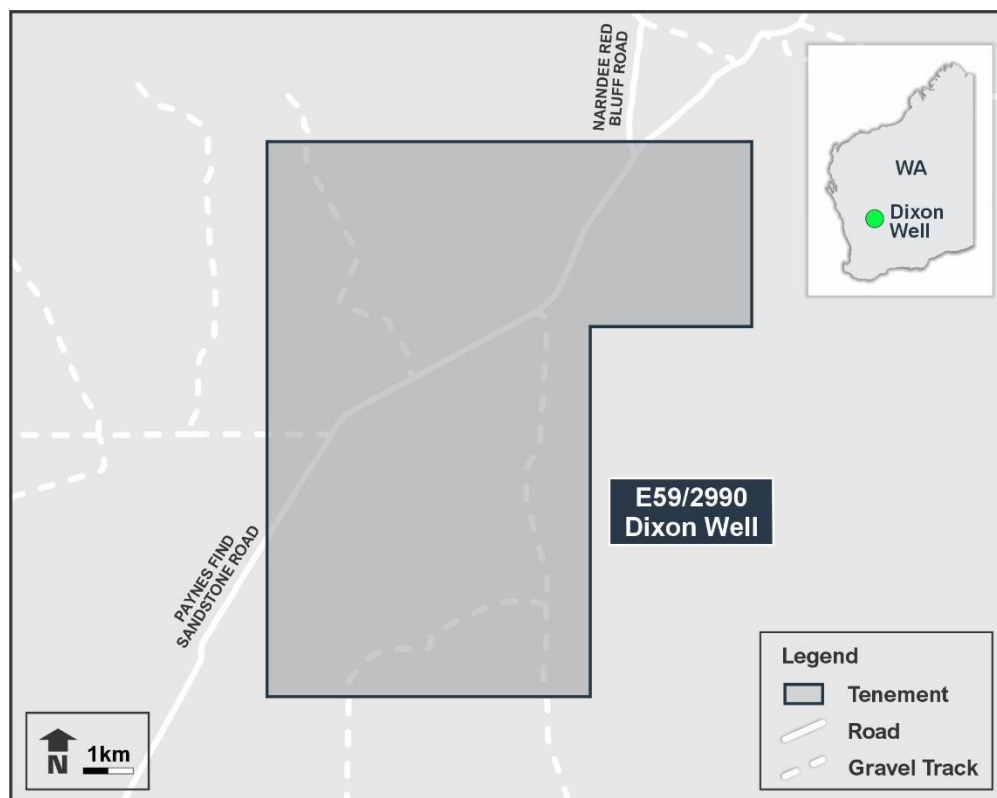 NARNDEE RED
BLUFF ROAD
WA
Dixon
Well
E59/2990
Dixon Well
PAYNES FIND
SANDSTONE ROAD
Legend
Tenement
Road
Gravel Track
N
1km